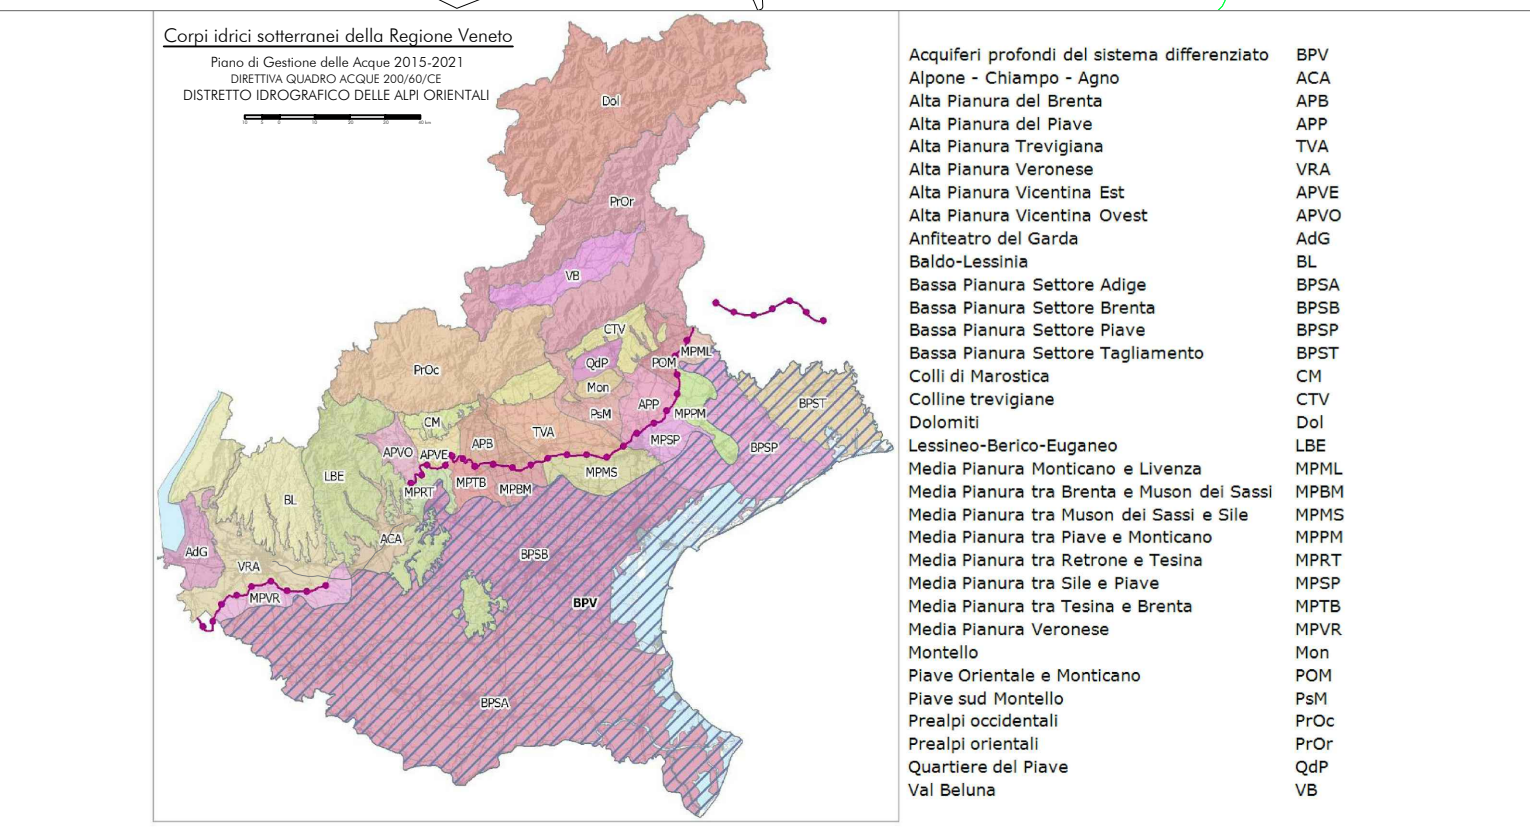 Corpi idrici sotterranei della Regione Veneto
Piano di Gestione delle Acque 2015-2021
DIRETTIVA QUADRO ACQUE 200/60/CE
DISTRETTO IDROGRAFICO DELLE ALPI ORIENTALI
Dol
PrOr
VB
CTV
MPML
QdP
POM
PrOc
Mon
BPST
APP
PsM
MPPM
CM
TVA
APB
MPSP
BPSP
APVO
APVE
LBE
MPMS
MPTB
MPRT
MPBM
BL
ACA
AdG
BPSB
VRA
MPVR
BPV
BPSA
Acquiferi profondi del sistema differenziato BPV
Alpone - Chiampo - Agno ACA
Alta Pianura del Brenta APB
Alta Pianura del Piave APP
Alta Pianura Trevigiana TVA
Alta Pianura Veronese VRA
Alta Pianura Vicentina Est APVE
Alta Pianura Vicentina Ovest APVO
Anfiteatro del Garda AdG
Baldo-Lessinia BL
Bassa Pianura Settore Adige BPSA
Bassa Pianura Settore Brenta BPSB
Bassa Pianura Settore Piave BPSP
Bassa Pianura Settore Tagliamento BPST
Colli di Marostica CM
Colline trevigiane CTV
Dolomiti Dol
Lessineo-Berico-Euganeo LBE
Media Pianura Monticano e Livenza MPML
Media Pianura tra Brenta e Muson dei Sassi MPBM
Media Pianura tra Muson dei Sassi e Sile MPMS
Media Pianura tra Piave e Monticano MPPM
Media Pianura tra Retrone e Tesina MPRT
Media Pianura tra Sile e Piave MPSP
Media Pianura tra Tesina e Brenta MPTB
Media Pianura Veronese MPVR
Montello Mon
Piave Orientale e Monticano POM
Piave sud Montello PsM
Prealpi occidentali PrOc
Prealpi orientali PrOr
Quartiere del Piave QdP
Val Beluna VB